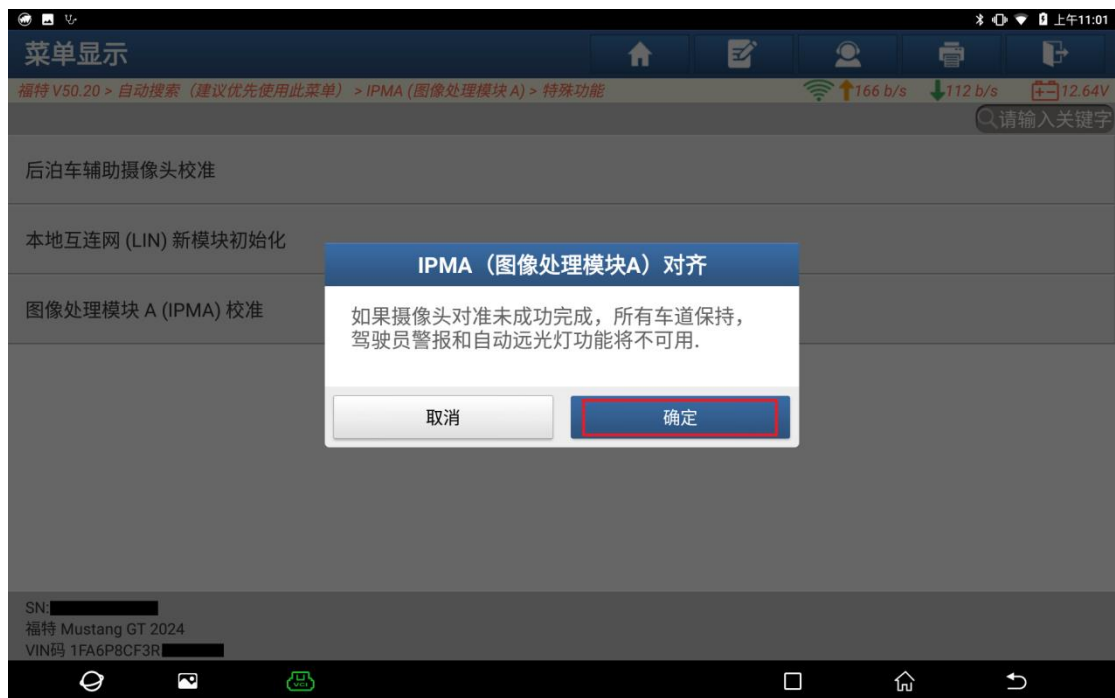 上午11:01
菜单显示
福特 V50.20 > 自动搜索（建议优先使用此菜单） > IPMA (图像处理模块 A) > 特殊功能
166 b/s
112 b/s
12.64V
请输入关键字
后泊车辅助摄像头校准
本地互连网 (LIN) 新模块初始化
图像处理模块 A (IPMA) 校准
IPMA（图像处理模块A）对齐
如果摄像头对准未成功完成，所有车道保持，
驾驶员警报和自动远光灯功能将不可用.
取消
确定
SN:
福特 Mustang GT 2024
VIN码 1FA6P8CF3R
VCI